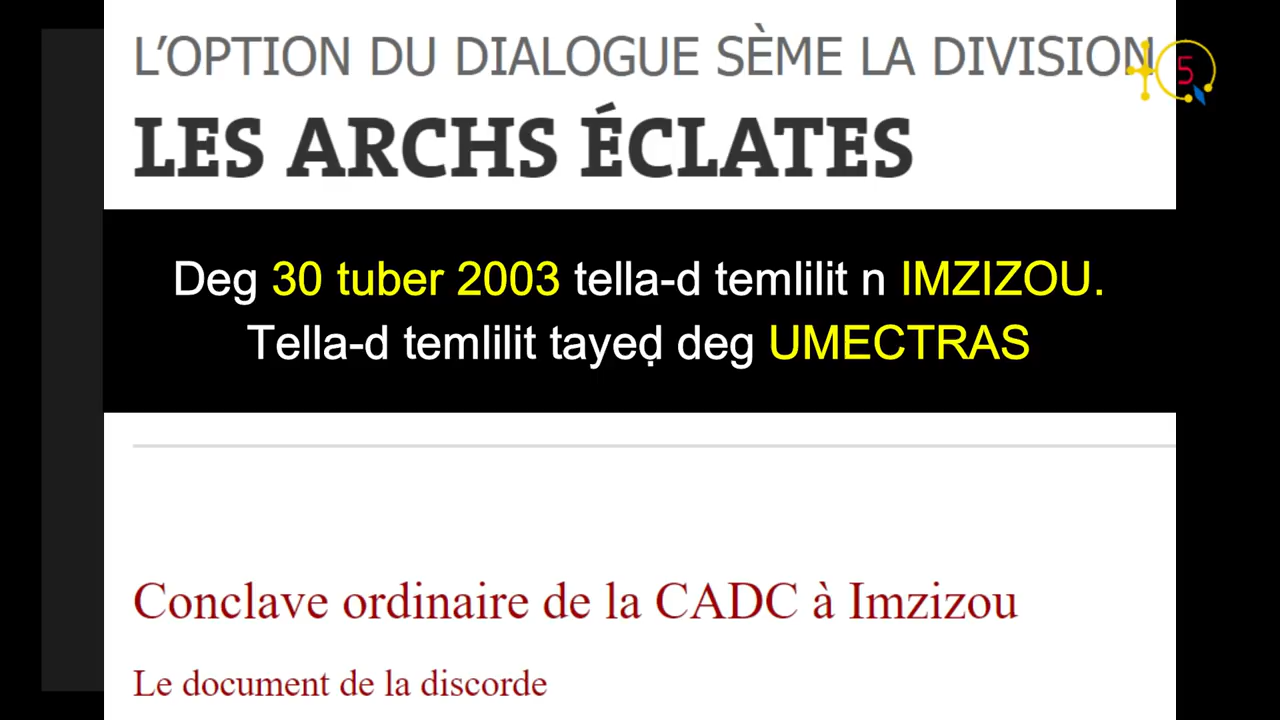 L'OPTION DU DIALOGUE SÈME LA DIVISION
5
LES ARCHS ÉCLATES
Deg 30 tuber 2003 tella-d temlilit n IMZIZOU.
Tella-d temlilit tayeḍ deg UMECTRAS
Conclave ordinaire de la CADC à Imzizou
Le document de la discorde